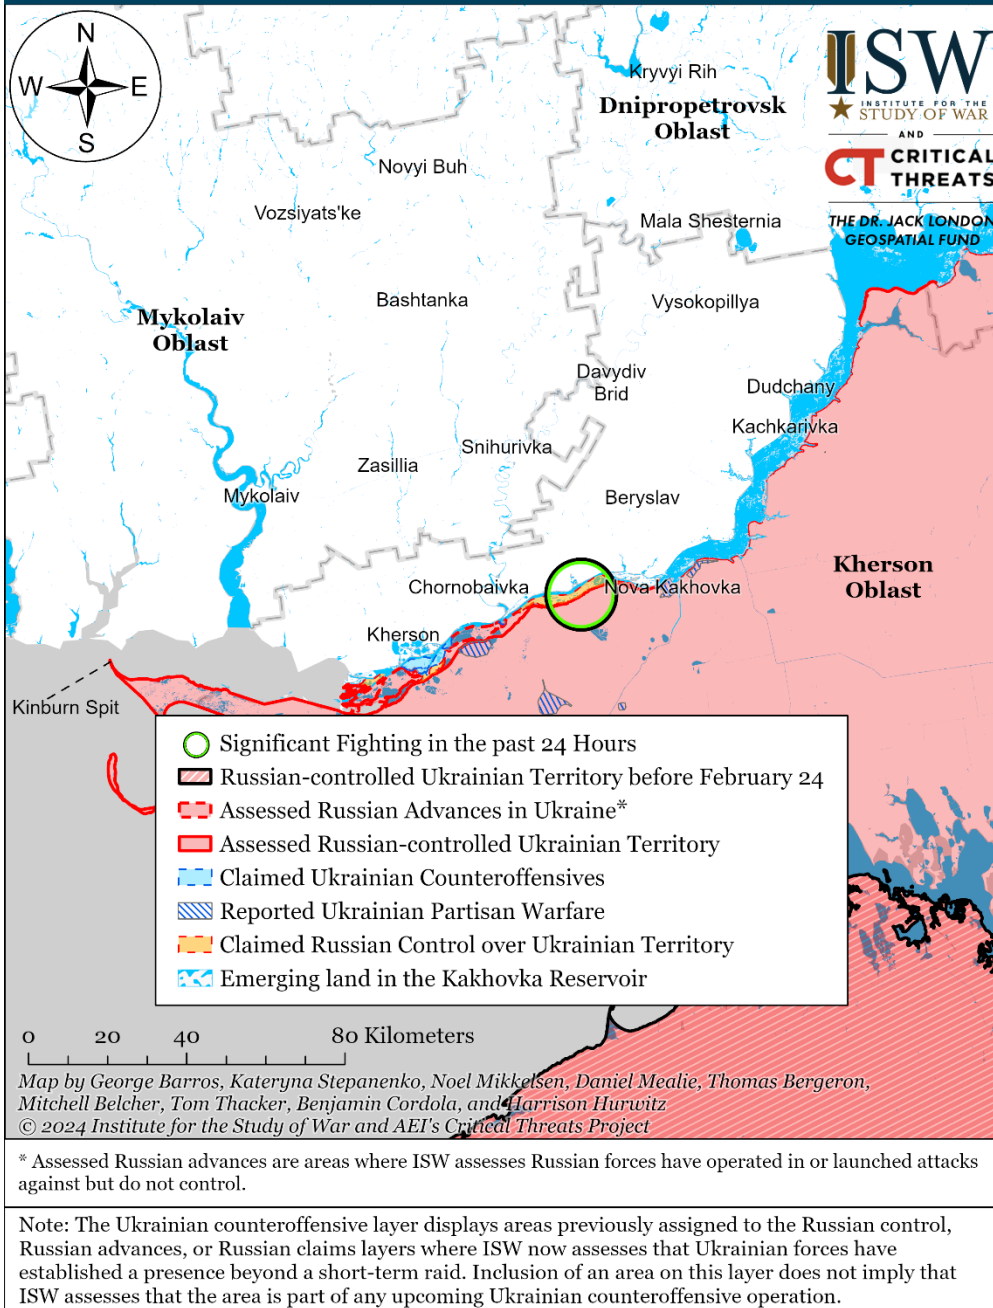 N
W
E
S
ISW
INSTITUTE FOR THE
STUDY OF WAR
AND
CT CRITICAL
THREATS
THE DR. JACK LONDON
GEOSPATIAL FUND
Kryvyi Rih
Dnipropetrovsk
Oblast
Novyi Buh
Vozsiyats'ke
Mala Shesternia
Bashtanka
Vysokopillya
Mykolaiv
Oblast
Davydiv
Brid
Dudchany
Kachkarivka
Snihurivka
Zasillia
Mykolaiv
Beryslav
Kherson
Oblast
Chornobaivka
Nova Kakhovka
Kherson
Kinburn Spit
Significant Fighting in the past 24 Hours
Russian-controlled Ukrainian Territory before February 24
Assessed Russian Advances in Ukraine*
Assessed Russian-controlled Ukrainian Territory
Claimed Ukrainian Counteroffensives
Reported Ukrainian Partisan Warfare
Claimed Russian Control over Ukrainian Territory
Emerging land in the Kakhovka Reservoir
0 20 40 80 Kilometers
Map by George Barros, Kateryna Stepanenko, Noel Mikkelsen, Daniel Mealie, Thomas Bergeron,
Mitchell Belcher, Tom Thacker, Benjamin Cordola, and Harrison Hurwitz
© 2024 Institute for the Study of War and AEI's Critical Threats Project
* Assessed Russian advances are areas where ISW assesses Russian forces have operated in or launched attacks
against but do not control.
Note: The Ukrainian counteroffensive layer displays areas previously assigned to the Russian control,
Russian advances, or Russian claims layers where ISW now assesses that Ukrainian forces have
established a presence beyond a short-term raid. Inclusion of an area on this layer does not imply that
ISW assesses that the area is part of any upcoming Ukrainian counteroffensive operation.